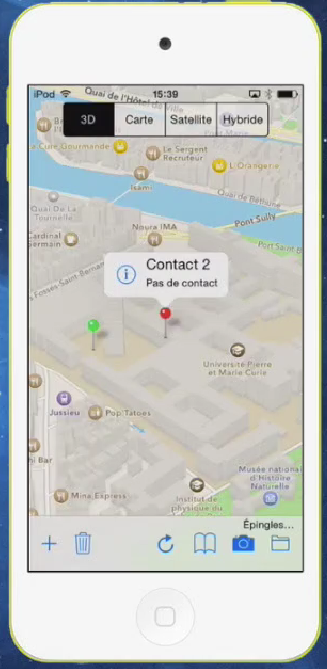 iPod
15:39
Quai de l'Hôtel de Ville
3D
Carte
Satellite
Hybride
Cure Gourmande
Le Sergent
Recruteur
L'Orangerie
Isami
Quai de Béthune
Quai De La
Tournelle
Noura IMA
Pont Sully
Cardinal
Germain
Port Saint-B
s Fossés-Saint-Bernar
Contact 2
Pas de contact
Université Pierre
et Marie Curie
Jussieu
Pop Tatoes
ni Bar
Musée national
d'Histoire
Naturelle
Mina Express
Institut de
physique du
Épingles...